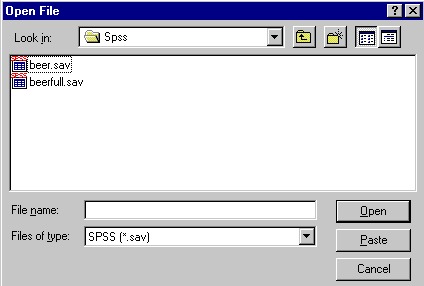 Open File
Look in: Spss
beer.sav
beerfull.sav
File name: Open
Files of type: SPSS (*.sav) Paste
Cancel